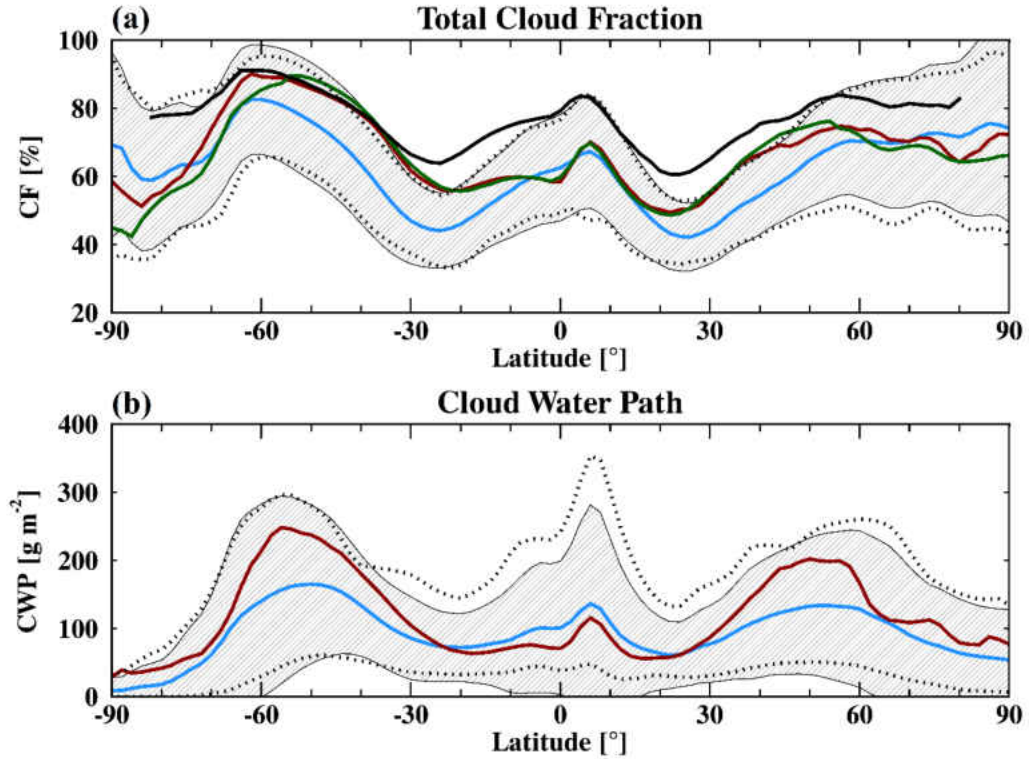 (a) Total Cloud Fraction
100
80
60
40
20
CF [%]
-90 -60 -30 0 30 60 90
Latitude [°]
(b) Cloud Water Path
400
300
200
100
0
CWP [g m⁻²]
-90 -60 -30 0 30 60 90
Latitude [°]